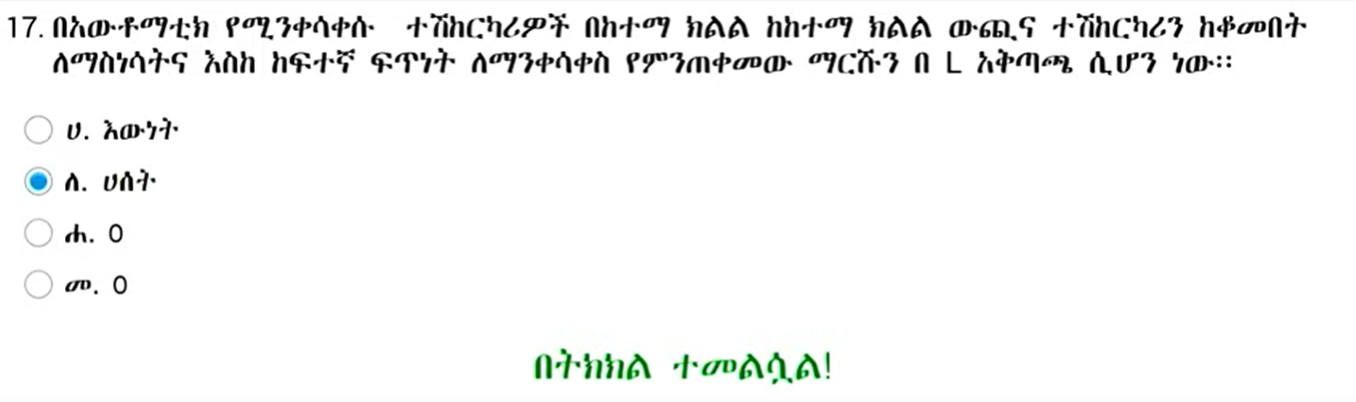 17. በአውቶማቲክ የሚንቀሳቀሱ ተሽከርካሪዎች በከተማ ክልል ከከተማ ክልል ውጪና ተሽከርካሪን ከቆመበት
ለማስነሳትና እስከ ከፍተኛ ፍጥነት ለማንቀሳቀስ የምንጠቀመው ማርሹን በ L አቅጣጫ ሲሆን ነው።
ሀ. እውነት
ለ. ሀሰት
ሐ. 0
መ. 0
በትክክል ተመልሷል!